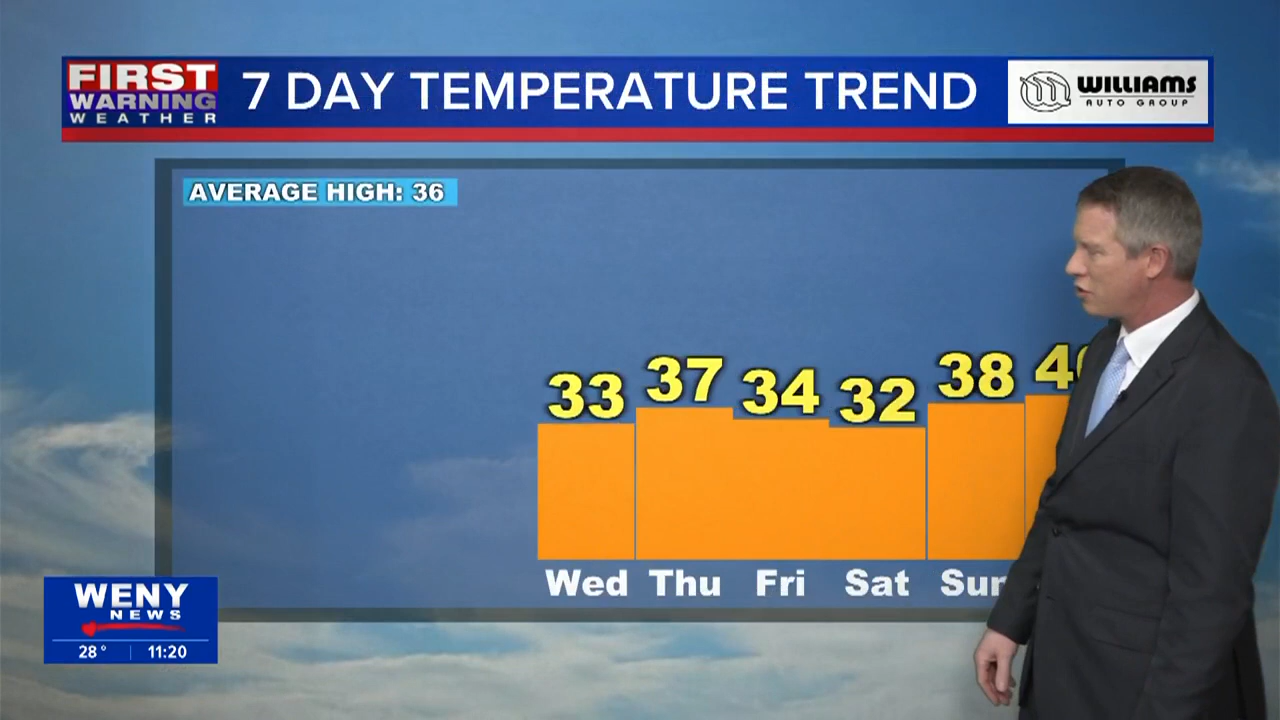 FIRST
WARNING
WEATHER
7 DAY TEMPERATURE TREND
WILLIAMS
AUTO GROUP
AVERAGE HIGH: 36
33 37 34 32 38
Wed Thu Fri Sat
WENY
NEWS
28° 11:20